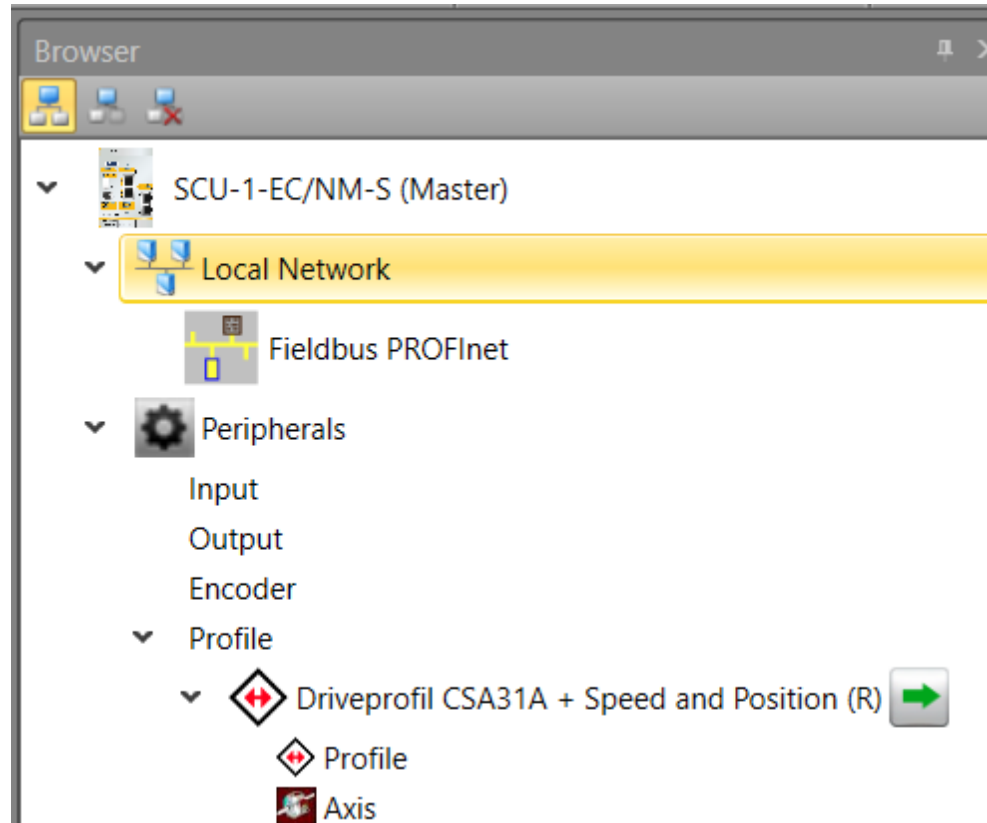 Browser
SCU-1-EC/NM-S (Master)
Local Network
Fieldbus PROFInet
Peripherals
Input
Output
Encoder
Profile
Driveprofil CSA31A + Speed and Position (R)
Profile
Axis